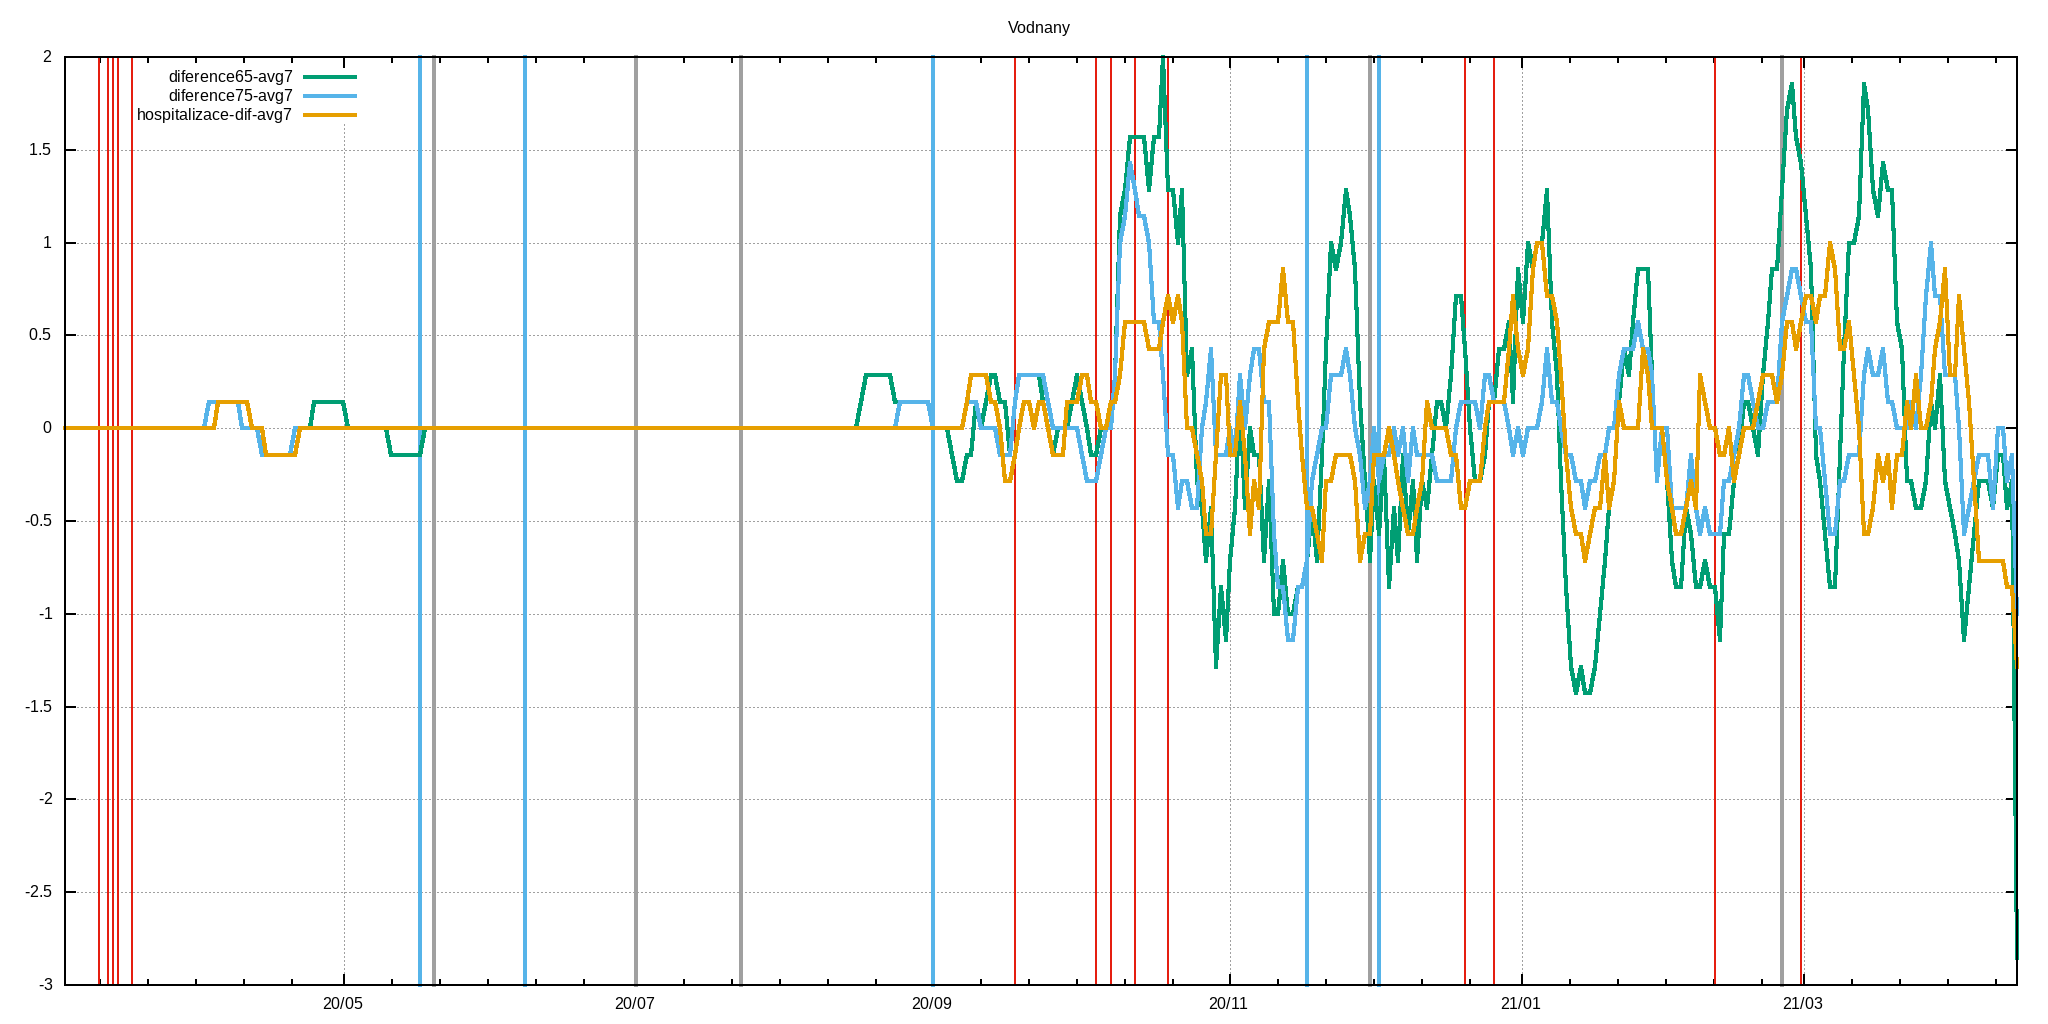 Vodnany
diference65-avg7
diference75-avg7
hospitalizace-dif-avg7
2
1.5
1
0.5
0
-0.5
-1
-1.5
-2
-2.5
-3
20/05 20/07 20/09 20/11 21/01 21/03